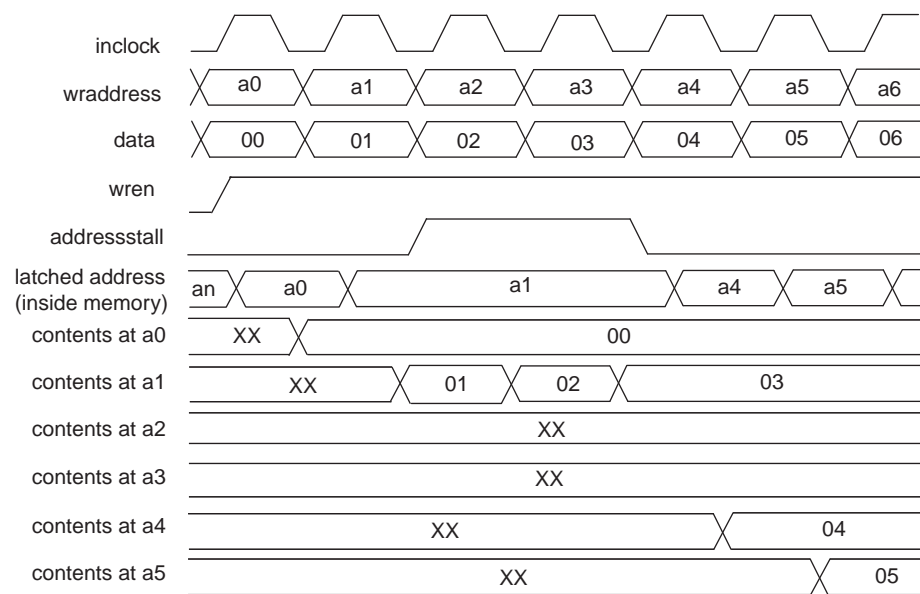 inclock
wraddress a0 a1 a2 a3 a4 a5 a6
data 00 01 02 03 04 05 06
wren
addressstall
latched address
(inside memory) an a0 a1 a4 a5
contents at a0 XX 00
contents at a1 XX 01 02 03
contents at a2 XX
contents at a3 XX
contents at a4 XX 04
contents at a5 XX 05